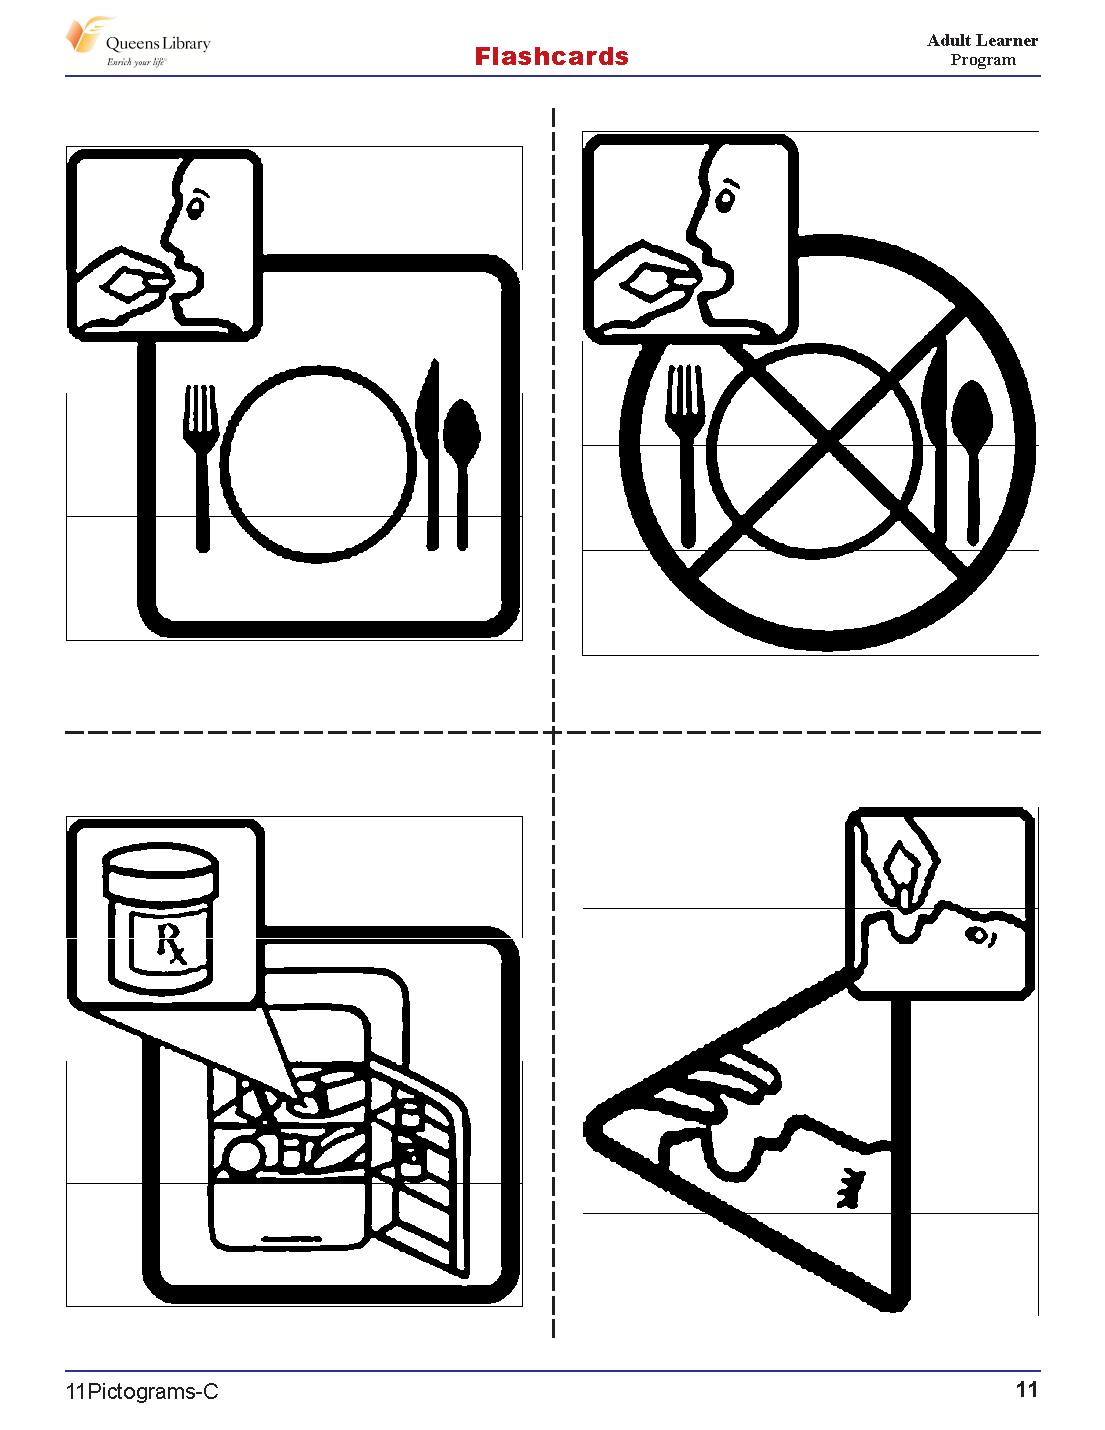 Queens Library
Enrich your life®
Flashcards
Adult Learner
Program
Rx
11Pictograms-C
11